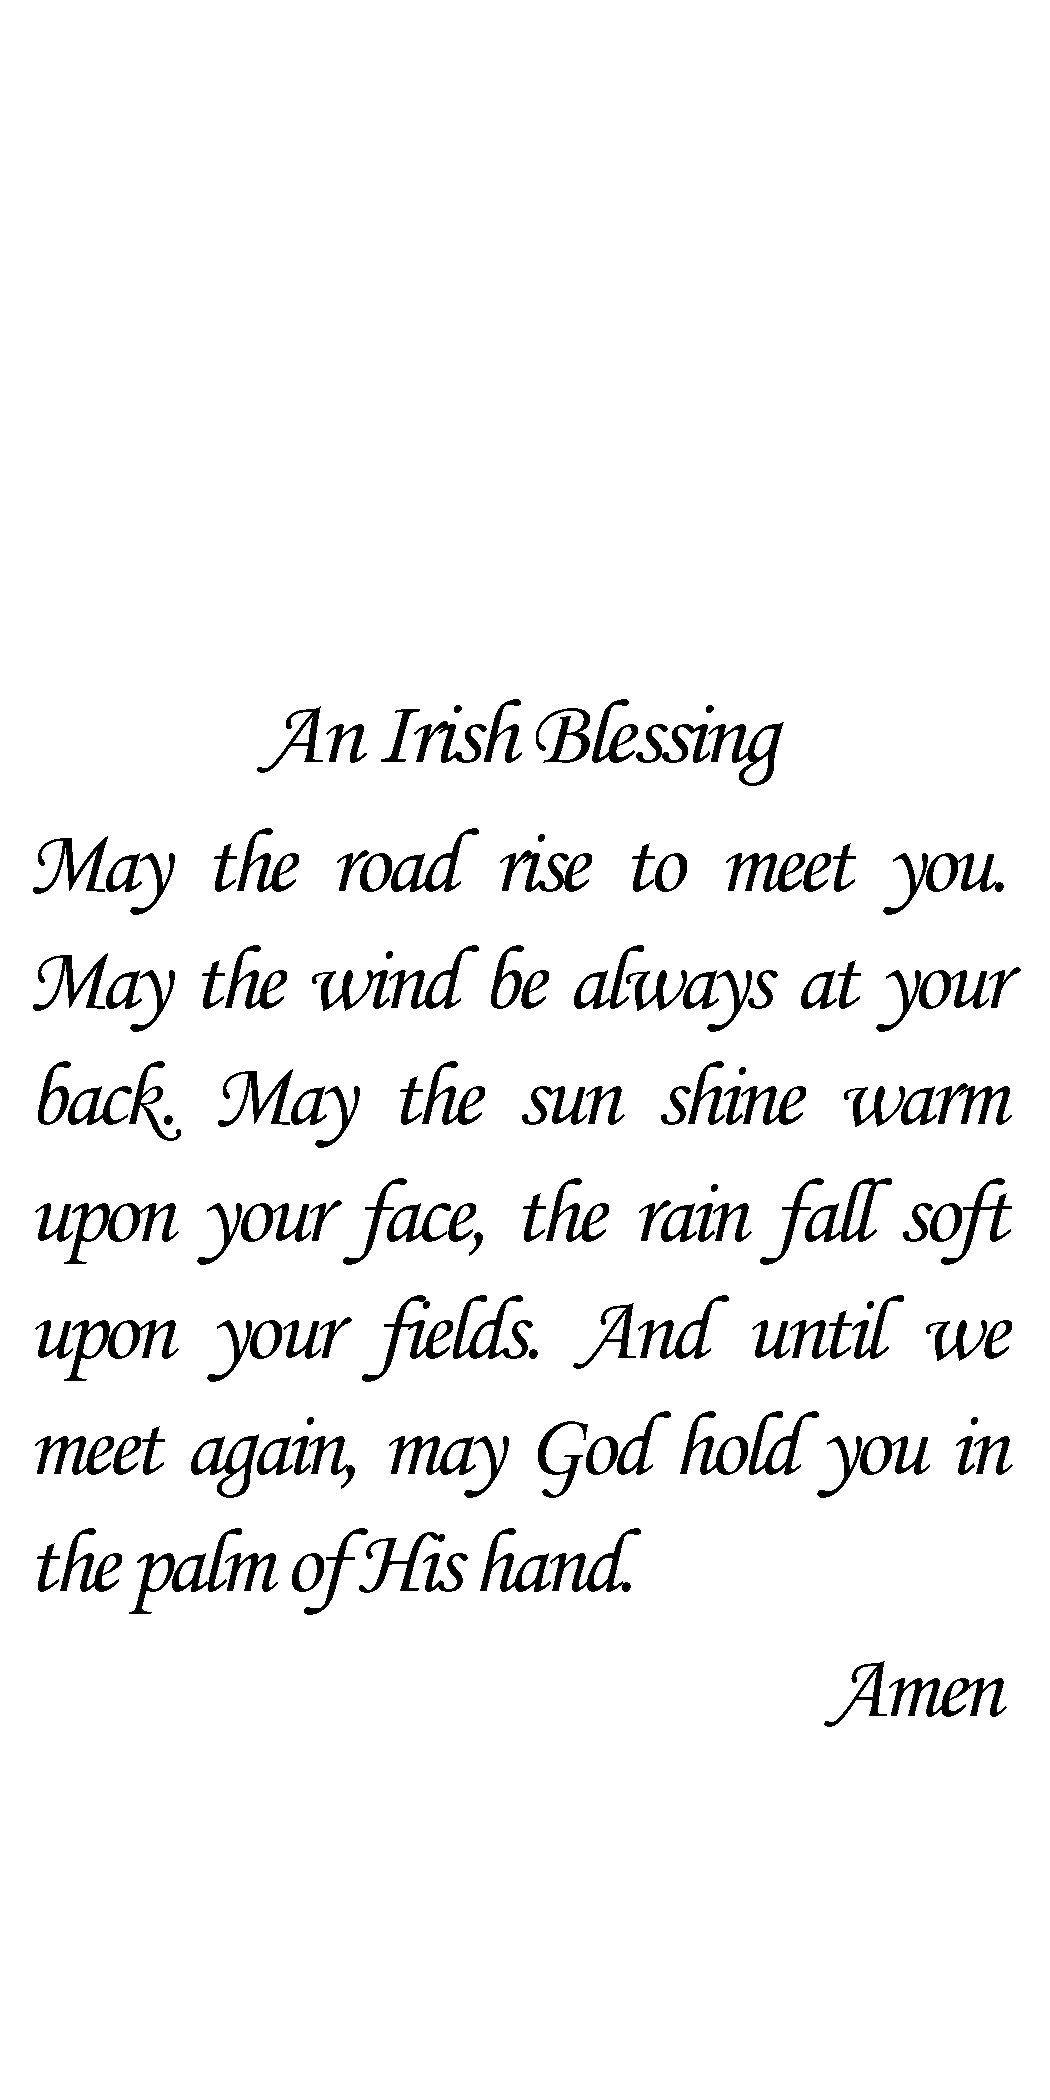 An Irish Blessing
May the road rise to meet you.
May the wind be always at your
back. May the sun shine warm
upon your face, the rain fall soft
upon your fields. And until we
meet again, may God hold you in
the palm of His hand.
Amen